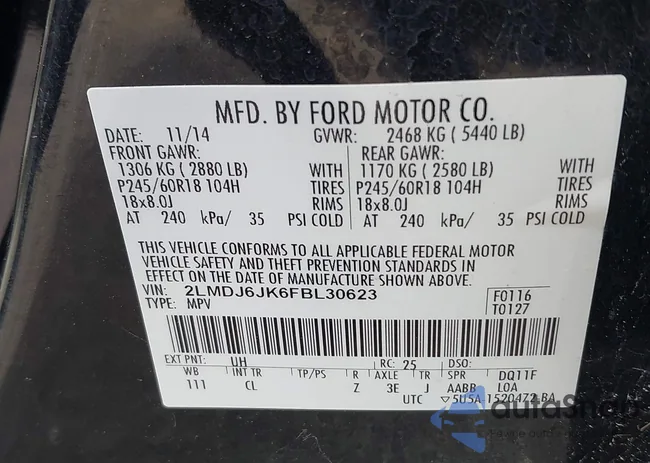 MFD. BY FORD MOTOR CO.
DATE: 11/14 GVWR: 2468 KG ( 5440 LB)
FRONT GAWR: REAR GAWR:
1306 KG ( 2880 LB) WITH 1170 KG ( 2580 LB) WITH
P245/60R18 104H TIRES P245/60R18 104H TIRES
18x8.0J RIMS 18x8.0J RIMS
AT 240 kPa/ 35 PSI COLD AT 240 kPa/ 35 PSI COLD
THIS VEHICLE CONFORMS TO ALL APPLICABLE FEDERAL MOTOR
VEHICLE SAFETY AND THEFT PREVENTION STANDARDS IN
EFFECT ON THE DATE OF MANUFACTURE SHOWN ABOVE.
VIN: 2LMDJ6JK6FBL30623 F0116
TYPE: MPV T0127
EXT PNT: UH RC: 25 DSO:
WB INT TR TP/PS R AXLE TR SPR DQ11F
111 CL Z 3E J AABB LOA
UTC ▽5U5A-1520472-BA